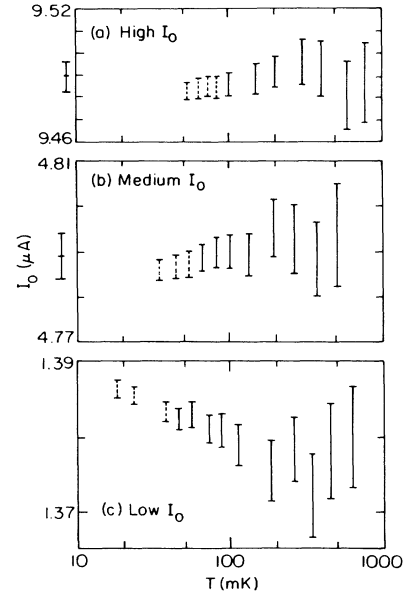 9.52
(a) High I₀
9.46
4.81
(b) Medium I₀
I₀ (μA)
4.77
1.39
1.37
(c) Low I₀
10 100 1000
T (mK)